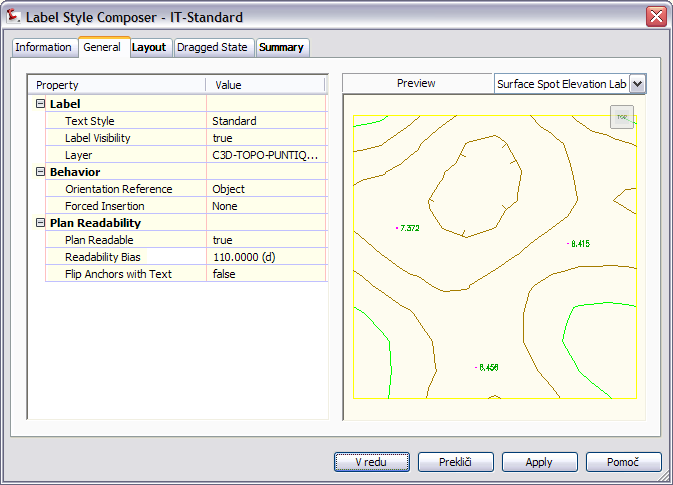 Label Style Composer - IT-Standard
Information General Layout Dragged State Summary
Property Value
Label
Text Style Standard
Label Visibility true
Layer C3D-TOPO-PUNTIQ...
Behavior
Orientation Reference Object
Forced Insertion None
Plan Readability
Plan Readable true
Readability Bias 110.0000 (d)
Flip Anchors with Text false
Preview Surface Spot Elevation Lab
TOP
7.372
8.415
V redu Prekliči Apply Pomoč